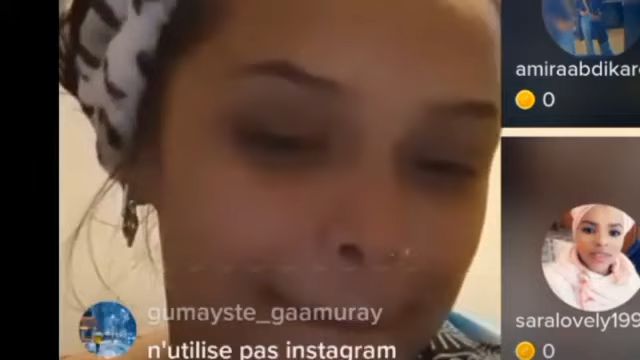 amiraabdikar
0
gumayste_gaamuray
n'utilise pas instagram
saralovely199
0